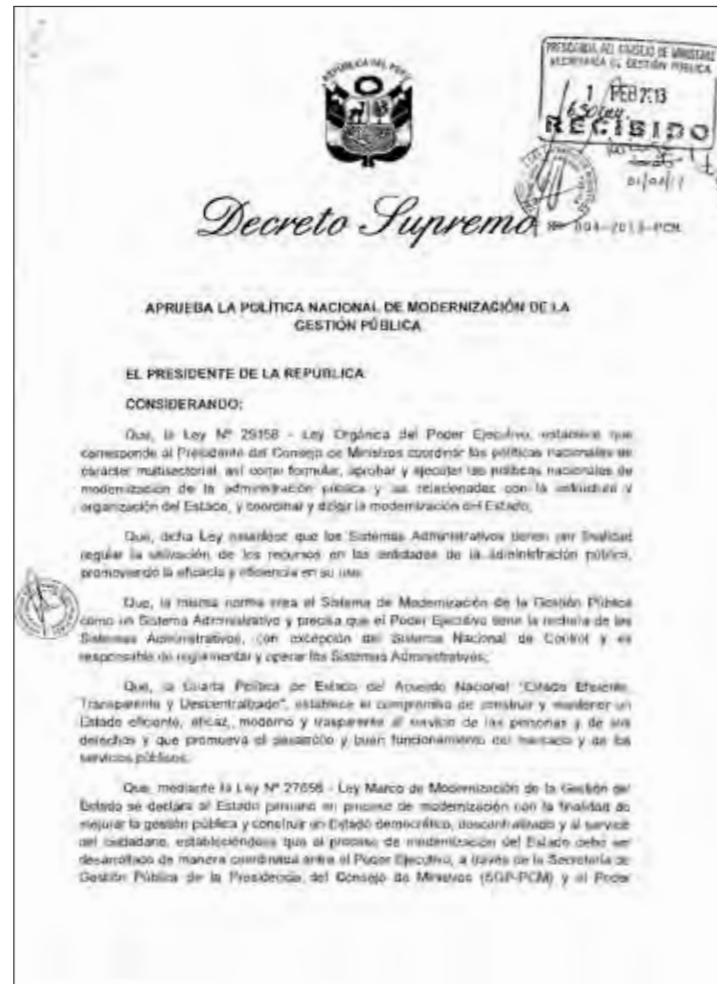 REPÚBLICA DEL PERÚ
PRESIDENCIA DEL CONSEJO DE MINISTROS
SECRETARÍA DE GESTIÓN PÚBLICA
1 FEB 2013
RECIBIDO
Decreto Supremo
Nº 004-2013-PCM
APRUEBA LA POLÍTICA NACIONAL DE MODERNIZACIÓN DE LA
GESTIÓN PÚBLICA
EL PRESIDENTE DE LA REPÚBLICA
CONSIDERANDO:
Que, la Ley Nº 29158 - Ley Orgánica del Poder Ejecutivo, establece que
corresponde al Presidente del Consejo de Ministros coordinar las políticas nacionales de
carácter multisectorial, así como formular, aprobar y ejecutar las políticas nacionales de
modernización de la administración pública y las relacionadas con la estructura y
organización del Estado, y coordinar y dirigir la modernización del Estado;
Que, dicha Ley establece que los Sistemas Administrativos tienen por finalidad
regular la utilización de los recursos en las entidades de la administración pública,
promoviendo la eficacia y eficiencia en su uso
Que, la misma norma crea el Sistema de Modernización de la Gestión Pública
como un Sistema Administrativo y precisa que el Poder Ejecutivo tiene la rectoría de los
Sistemas Administrativos, con excepción del Sistema Nacional de Control y es
responsable de reglamentar y operar los Sistemas Administrativos;
Que, la Cuarta Política de Estado del Acuerdo Nacional "Estado Eficiente,
Transparente y Descentralizado", establece el compromiso de construir y mantener un
Estado eficiente, eficaz, moderno y trasparente al servicio de las personas y de sus
derechos y que promueva el desarrollo y buen funcionamiento del mercado y de los
servicios públicos;
Que, mediante la Ley Nº 27658 - Ley Marco de Modernización de la Gestión del
Estado se declara al Estado peruano en proceso de modernización con la finalidad de
mejorar la gestión pública y construir un Estado democrático, descentralizado y al servicio
del ciudadano, estableciéndose que el proceso de modernización del Estado debe ser
desarrollado de manera coordinada entre el Poder Ejecutivo, a través de la Secretaría de
Gestión Pública de la Presidencia del Consejo de Ministros (SGP-PCM) y el Poder